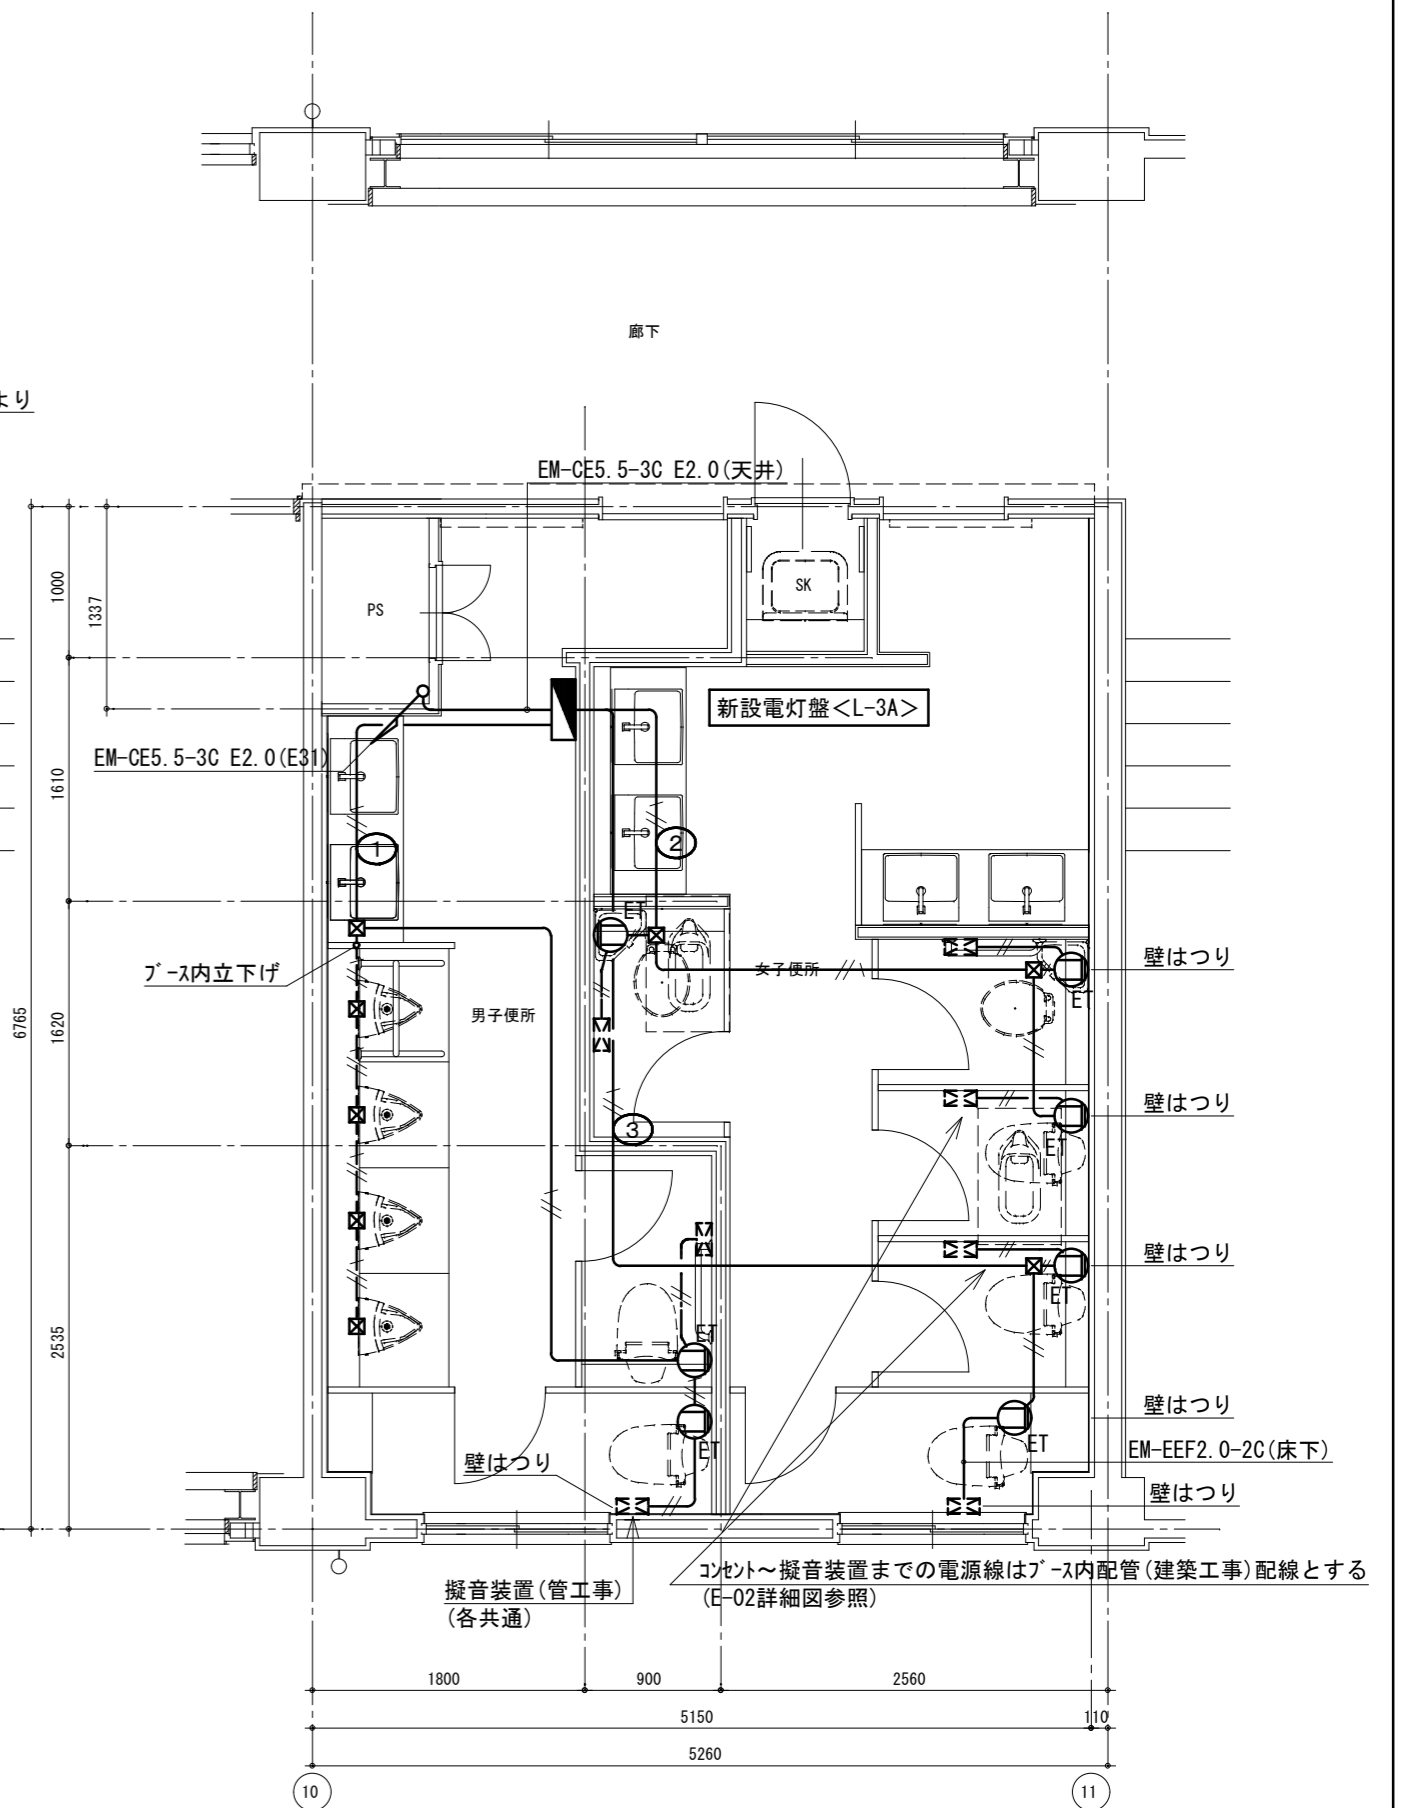 廊下
より
EM-CE5.5-3C E2.0(天井)
SK
PS
新設電灯盤<L-3A>
EM-CE5.5-3C E2.0(E31)
1
2
ET
ブース内立下げ
男子便所
女子便所
壁はつり
ET
壁はつり
ET
3
壁はつり
ET
ET
壁はつり
ET
ET
EM-EEF2.0-2C(床下)
壁はつり
壁はつり
コンセント～擬音装置までの電源線はブース内配管(建築工事)配線とする
(E-02詳細図参照)
擬音装置(管工事)
(各共通)
1000
1337
1610
6765
1620
2535
1800
900
2560
5150
110
5260
10
11